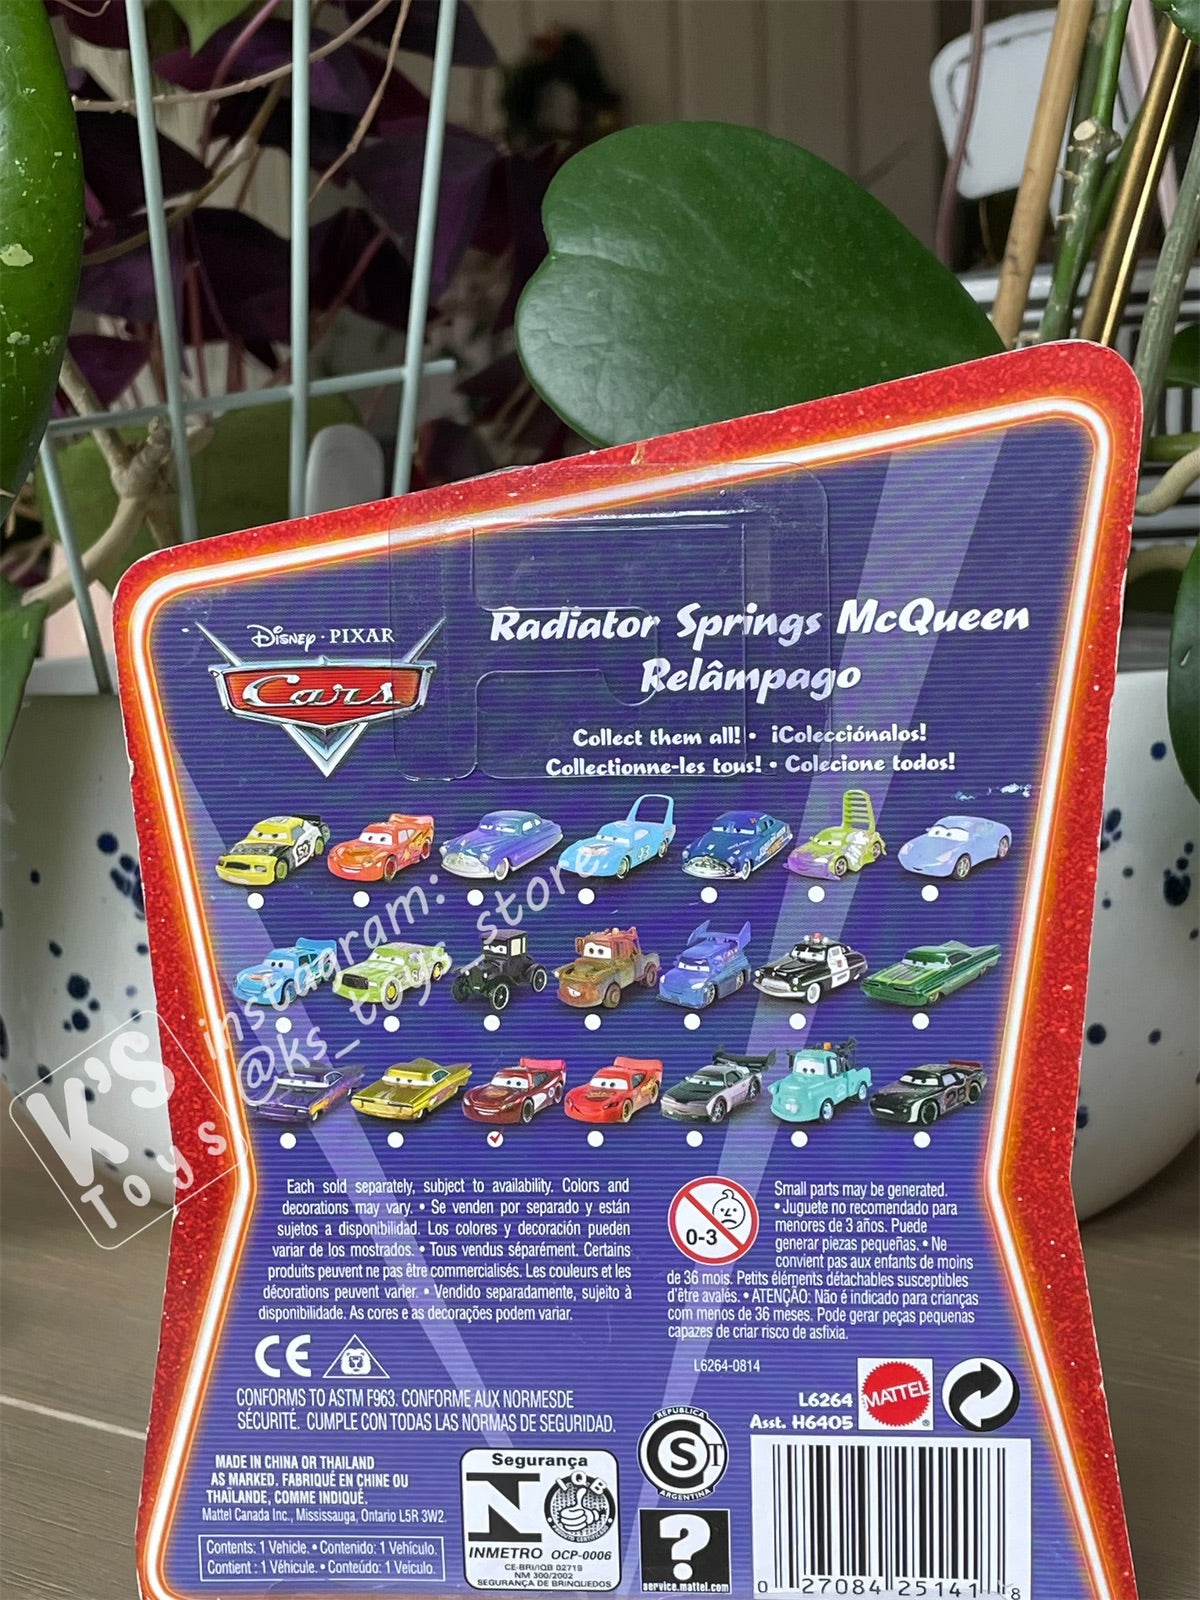 Disney · PIXAR
Cars
Radiator Springs McQueen
Relâmpago
Collect them all! • ¡Colecciónalos!
Collectionne-les tous! • Colecione todos!
instagram:
@ks_toys_store
K'S
Toys
Each sold separately, subject to availability. Colors and
decorations may vary. • Se venden por separado y están
sujetos a disponibilidad. Los colores y decoración pueden
variar de los mostrados. • Tous vendus séparément. Certains
produits peuvent ne pas être commercialisés. Les couleurs et les
décorations peuvent varier. • Vendido separadamente, sujeito à
disponibilidade. As cores e as decorações podem variar.
0-3
Small parts may be generated.
• Juguete no recomendado para
menores de 3 años. Puede
generar piezas pequeñas. • Ne
convient pas aux enfants de moins
de 36 mois. Petits éléments détachables susceptibles
d'être avalés. • ATENÇÃO: Não é indicado para crianças
com menos de 36 meses. Pode gerar peças pequenas
capazes de criar risco de asfixia.
CE
L6264-0814
CONFORMS TO ASTM F963. CONFORME AUX NORMESDE
SÉCURITÉ. CUMPLE CON TODAS LAS NORMAS DE SEGURIDAD.
L6264
Asst. H6405
MATTEL
®
MADE IN CHINA OR THAILAND
AS MARKED. FABRIQUÉ EN CHINE OU
THAÏLANDE, COMME INDIQUÉ.
Mattel Canada Inc., Mississauga, Ontario L5R 3W2.
Contents: 1 Vehicle. • Contenido: 1 Vehículo.
Contient : 1 Véhicule. • Conteúdo: 1 Veículo.
Segurança
IQB
PRODUTO CERTIFICADO
INMETRO OCP-0006
CE-BRI/IQB 02719
NM 300/2002
SEGURANÇA DE BRINQUEDOS
REPUBLICA
ST
ARGENTINA
?
service.mattel.com
0 27084 25141 8